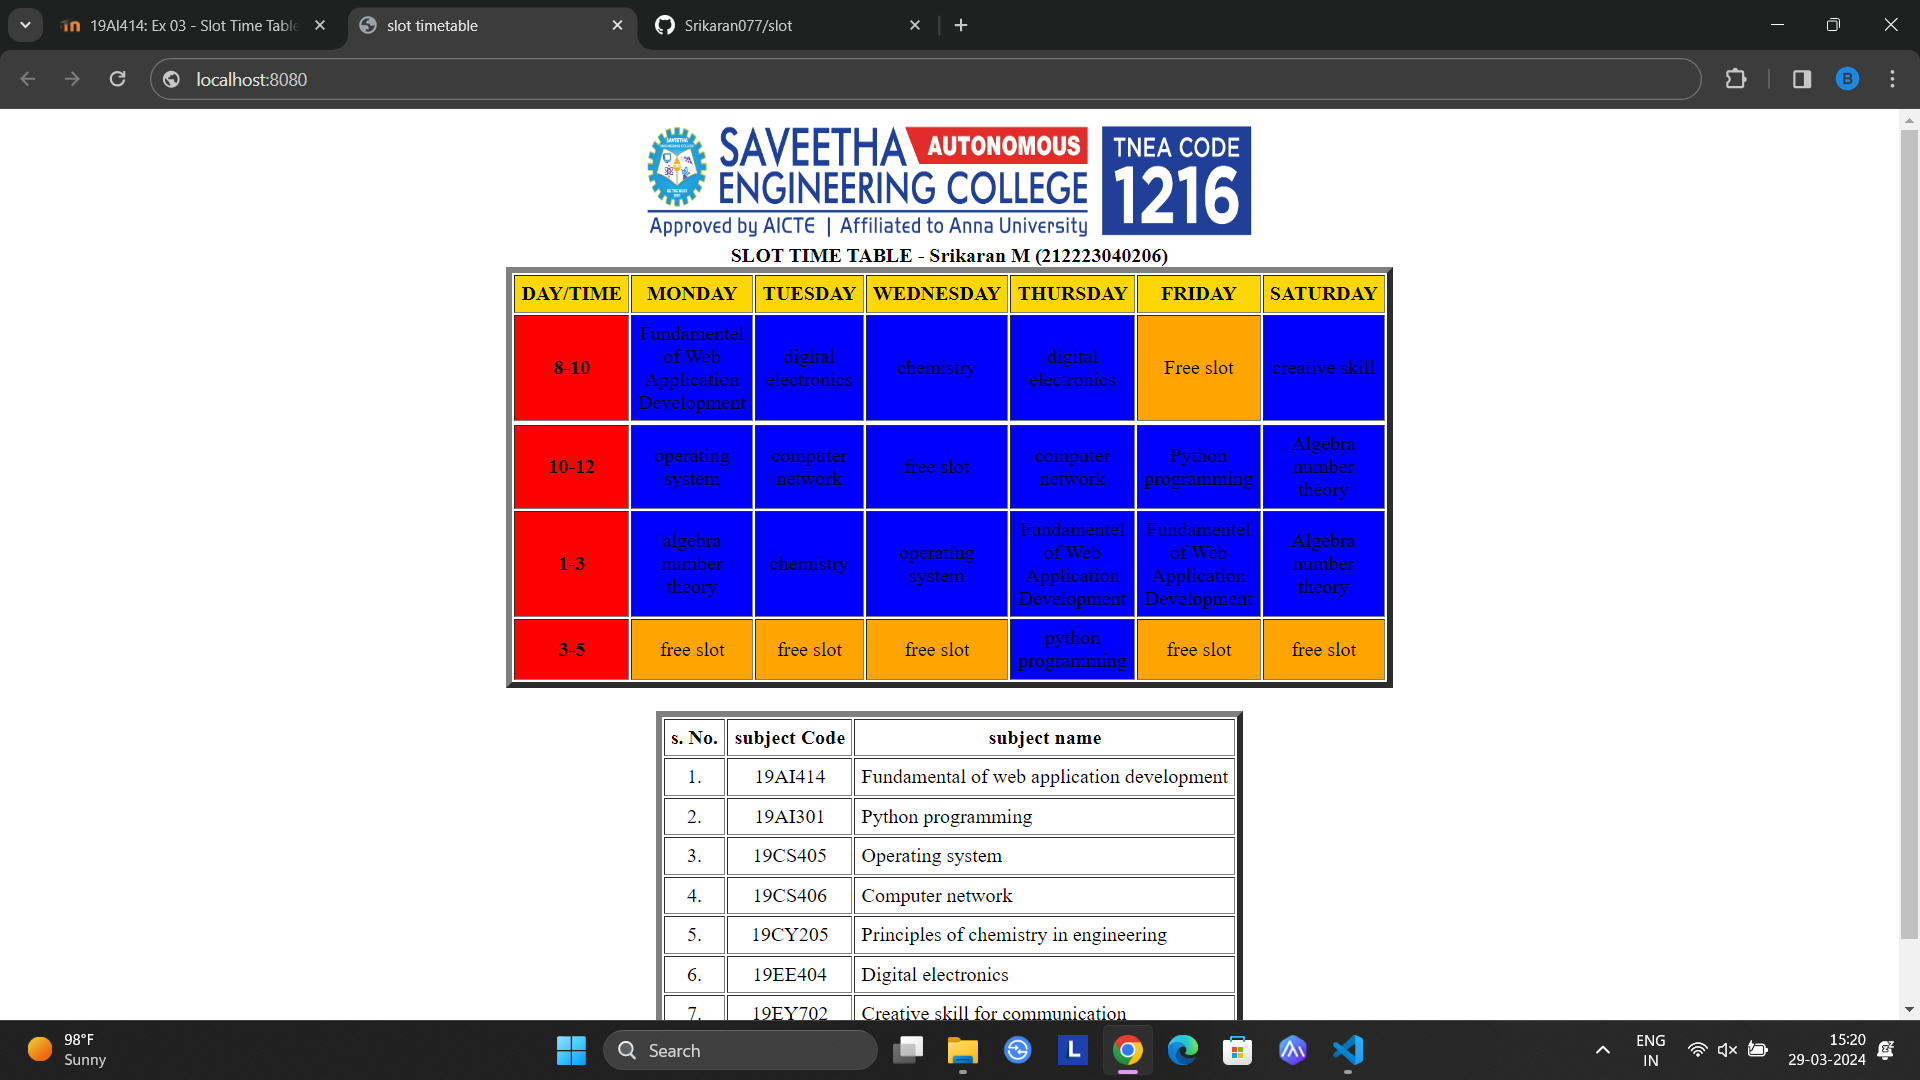 19AI414: Ex 03 - Slot Time Table
slot timetable
Srikaran077/slot
localhost:8080
B
SAVEETHA AUTONOMOUS
ENGINEERING COLLEGE
Approved by AICTE | Affiliated to Anna University
TNEA CODE
1216
SLOT TIME TABLE - Srikaran M (212223040206)
DAY/TIME MONDAY TUESDAY WEDNESDAY THURSDAY FRIDAY SATURDAY
8-10 Fundamentel of Web Application Development digital electronics chemistry digital electronics Free slot creative skill
10-12 operating system computer network free slot computer network Python programming Algebra number theory
1-3 algebra number theory chemistry operating system Fundamentel of Web Application Development Fundamentel of Web Application Development Algebra number theory
3-5 free slot free slot free slot python programming free slot free slot
s. No. subject Code subject name
1. 19AI414 Fundamental of web application development
2. 19AI301 Python programming
3. 19CS405 Operating system
4. 19CS406 Computer network
5. 19CY205 Principles of chemistry in engineering
6. 19EE404 Digital electronics
7. 19EY702 Creative skill for communication
98°F
Sunny
Search
L
ENG
IN
15:20
29-03-2024